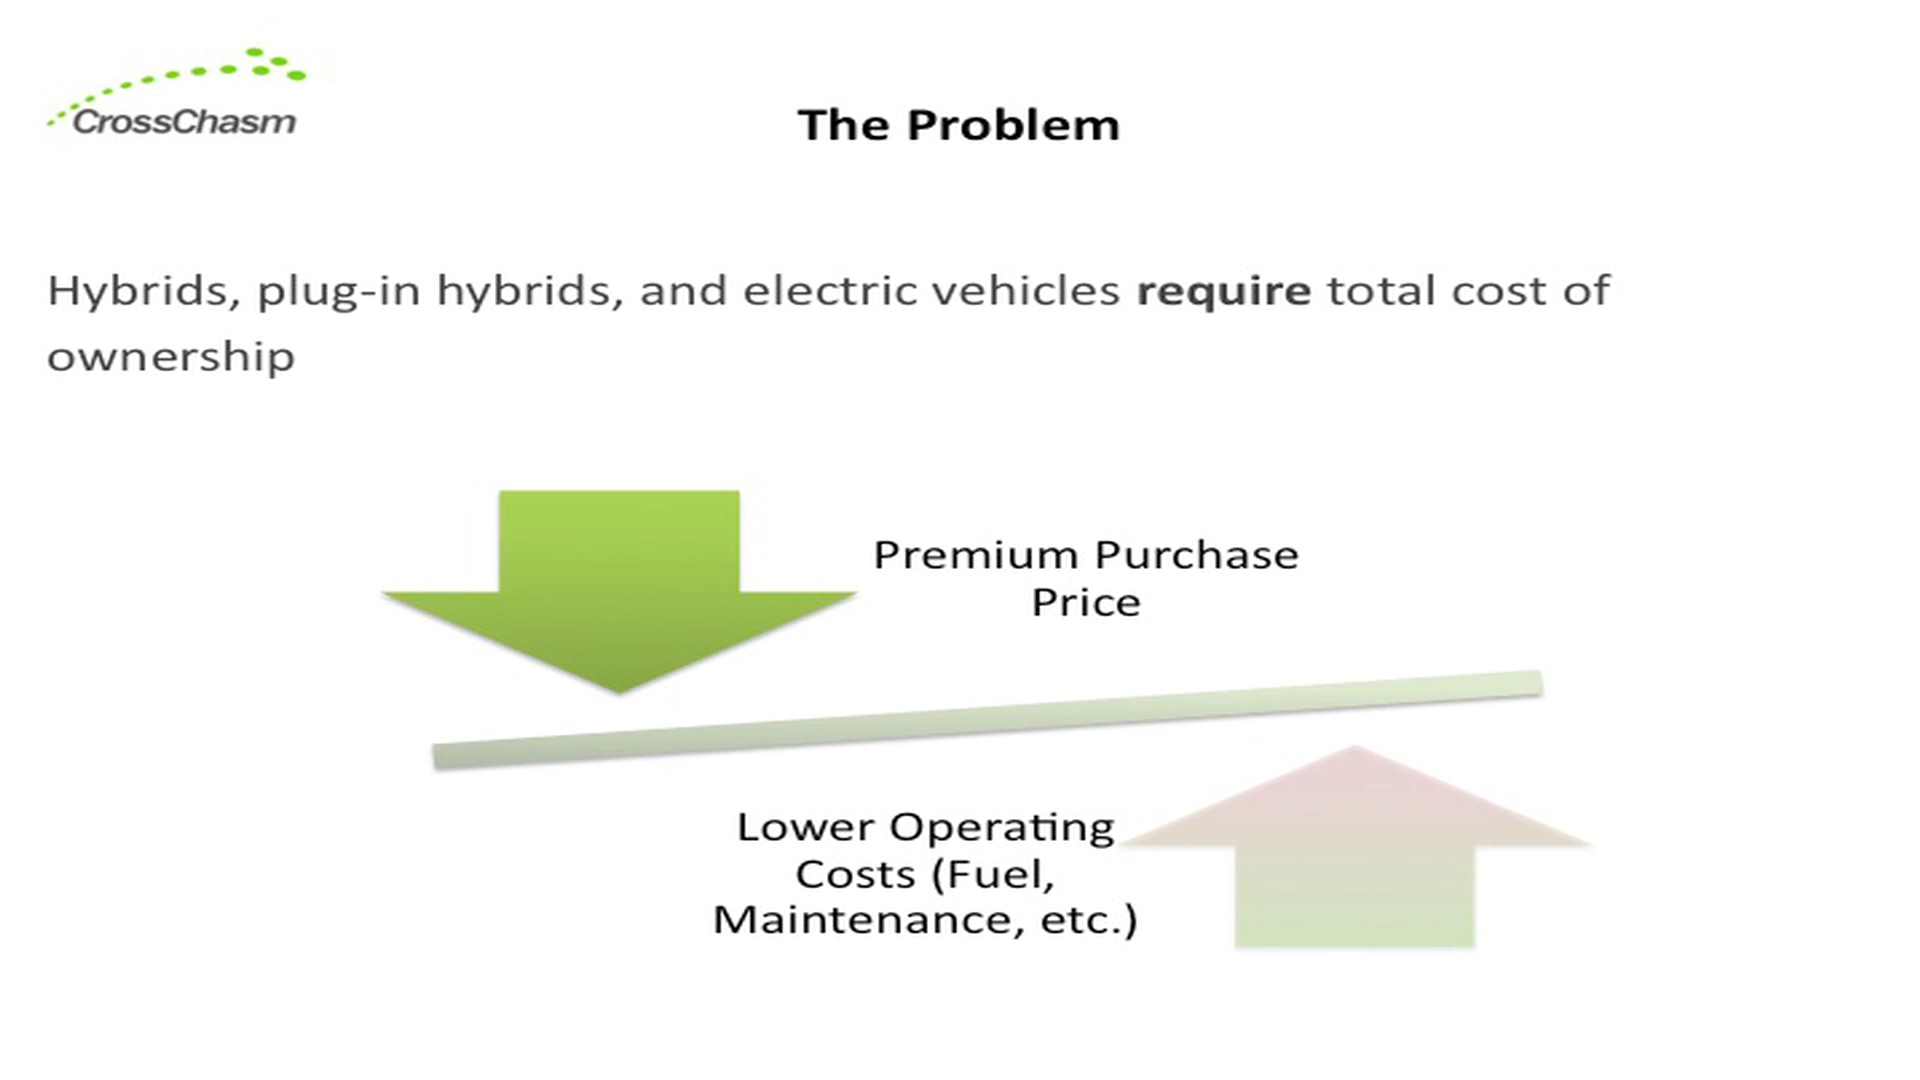 CrossChasm
The Problem
Hybrids, plug-in hybrids, and electric vehicles require total cost of
ownership
Premium Purchase
Price
Lower Operating
Costs (Fuel,
Maintenance, etc.)